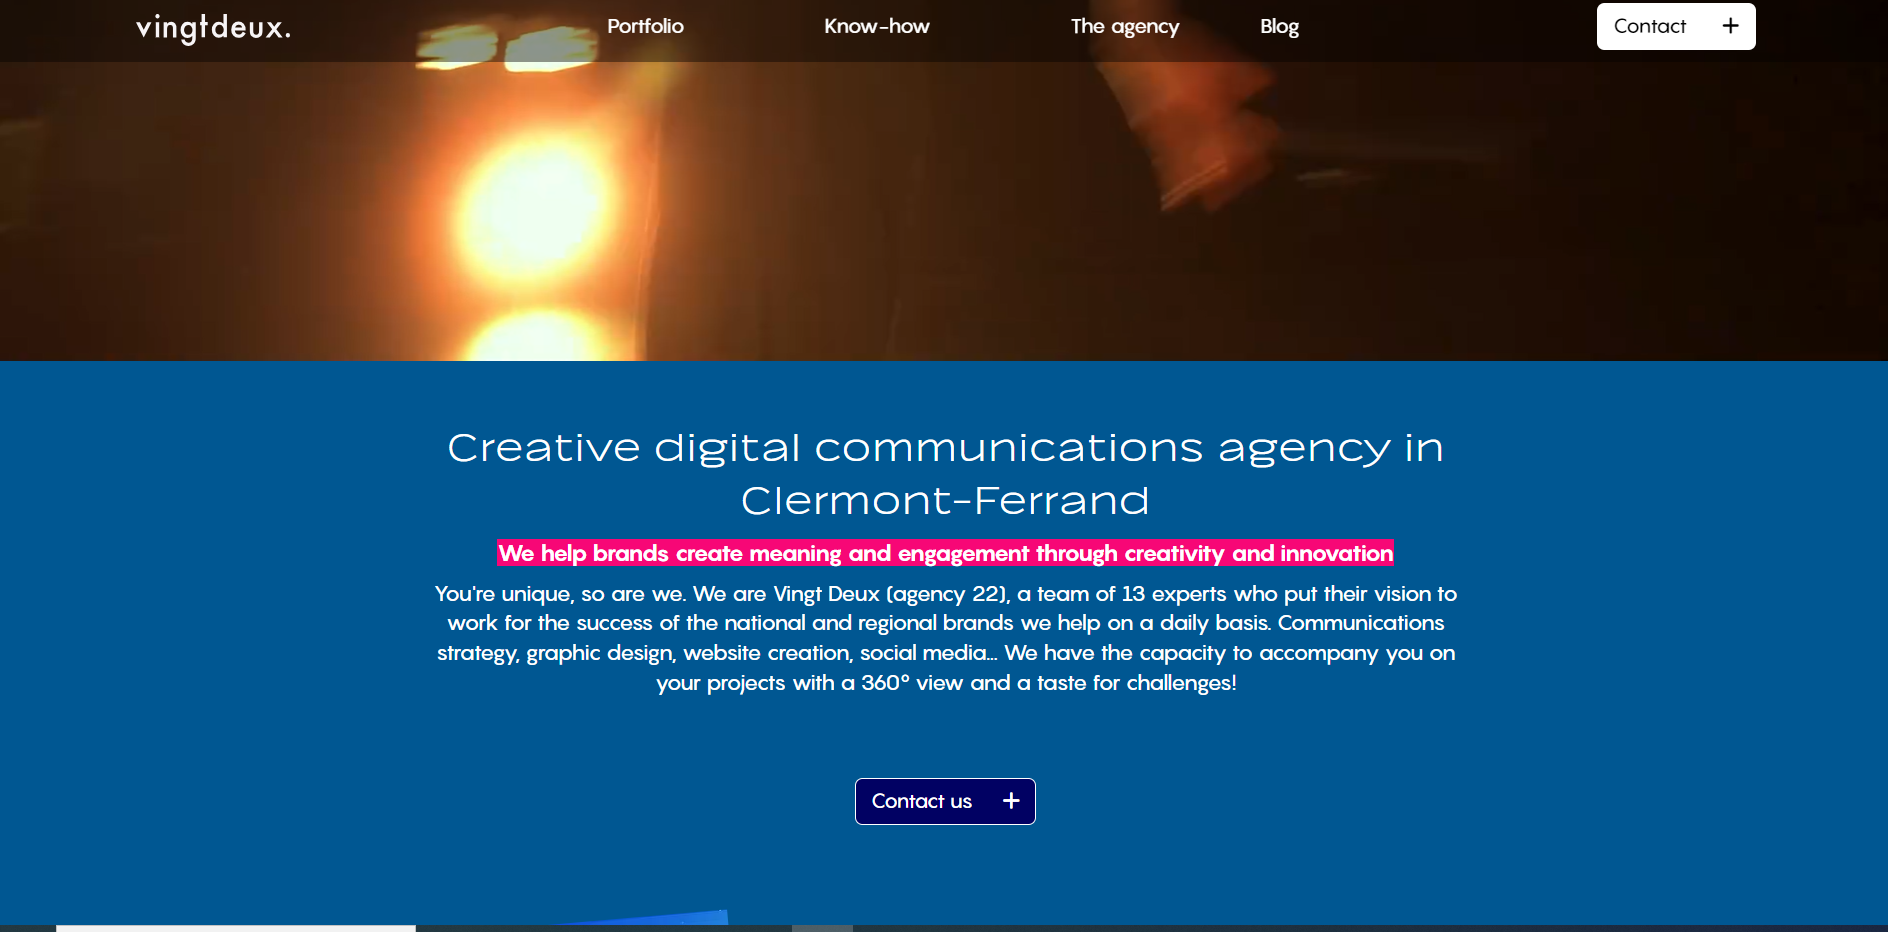 vingtdeux.
Portfolio
Know-how
The agency
Blog
Contact +
Creative digital communications agency in
Clermont-Ferrand
We help brands create meaning and engagement through creativity and innovation
You're unique, so are we. We are Vingt Deux (agency 22), a team of 13 experts who put their vision to
work for the success of the national and regional brands we help on a daily basis. Communications
strategy, graphic design, website creation, social media... We have the capacity to accompany you on
your projects with a 360° view and a taste for challenges!
Contact us +